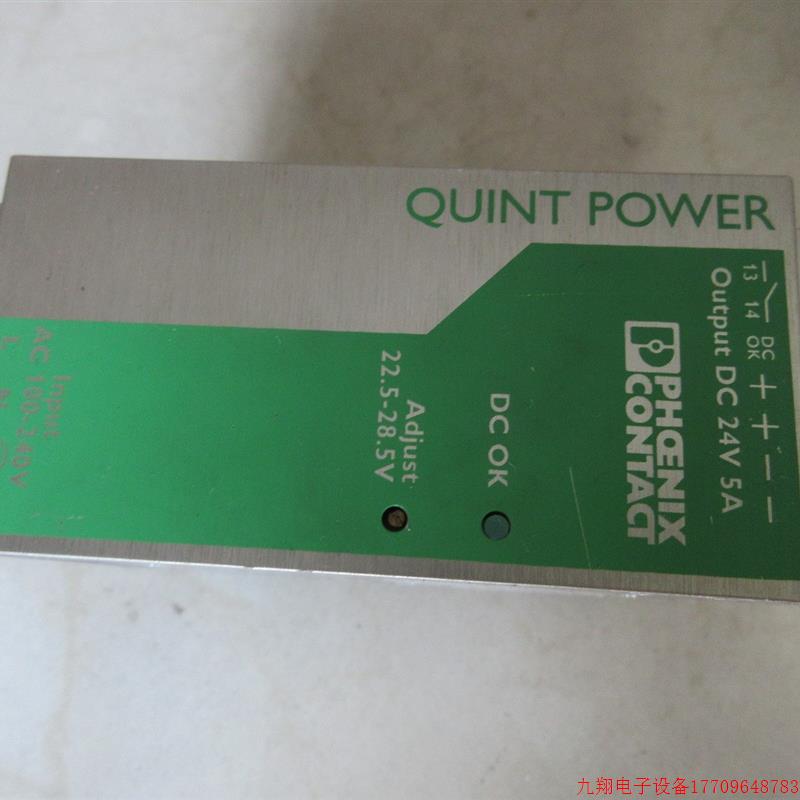 QUINT POWER
13 14 DC OK + + − −
Output DC 24V 5A
PHŒNIX
CONTACT
DC OK
Adjust
22.5-28.5V
Input
AC 100-240V
L N
九翔电子设备17709648783